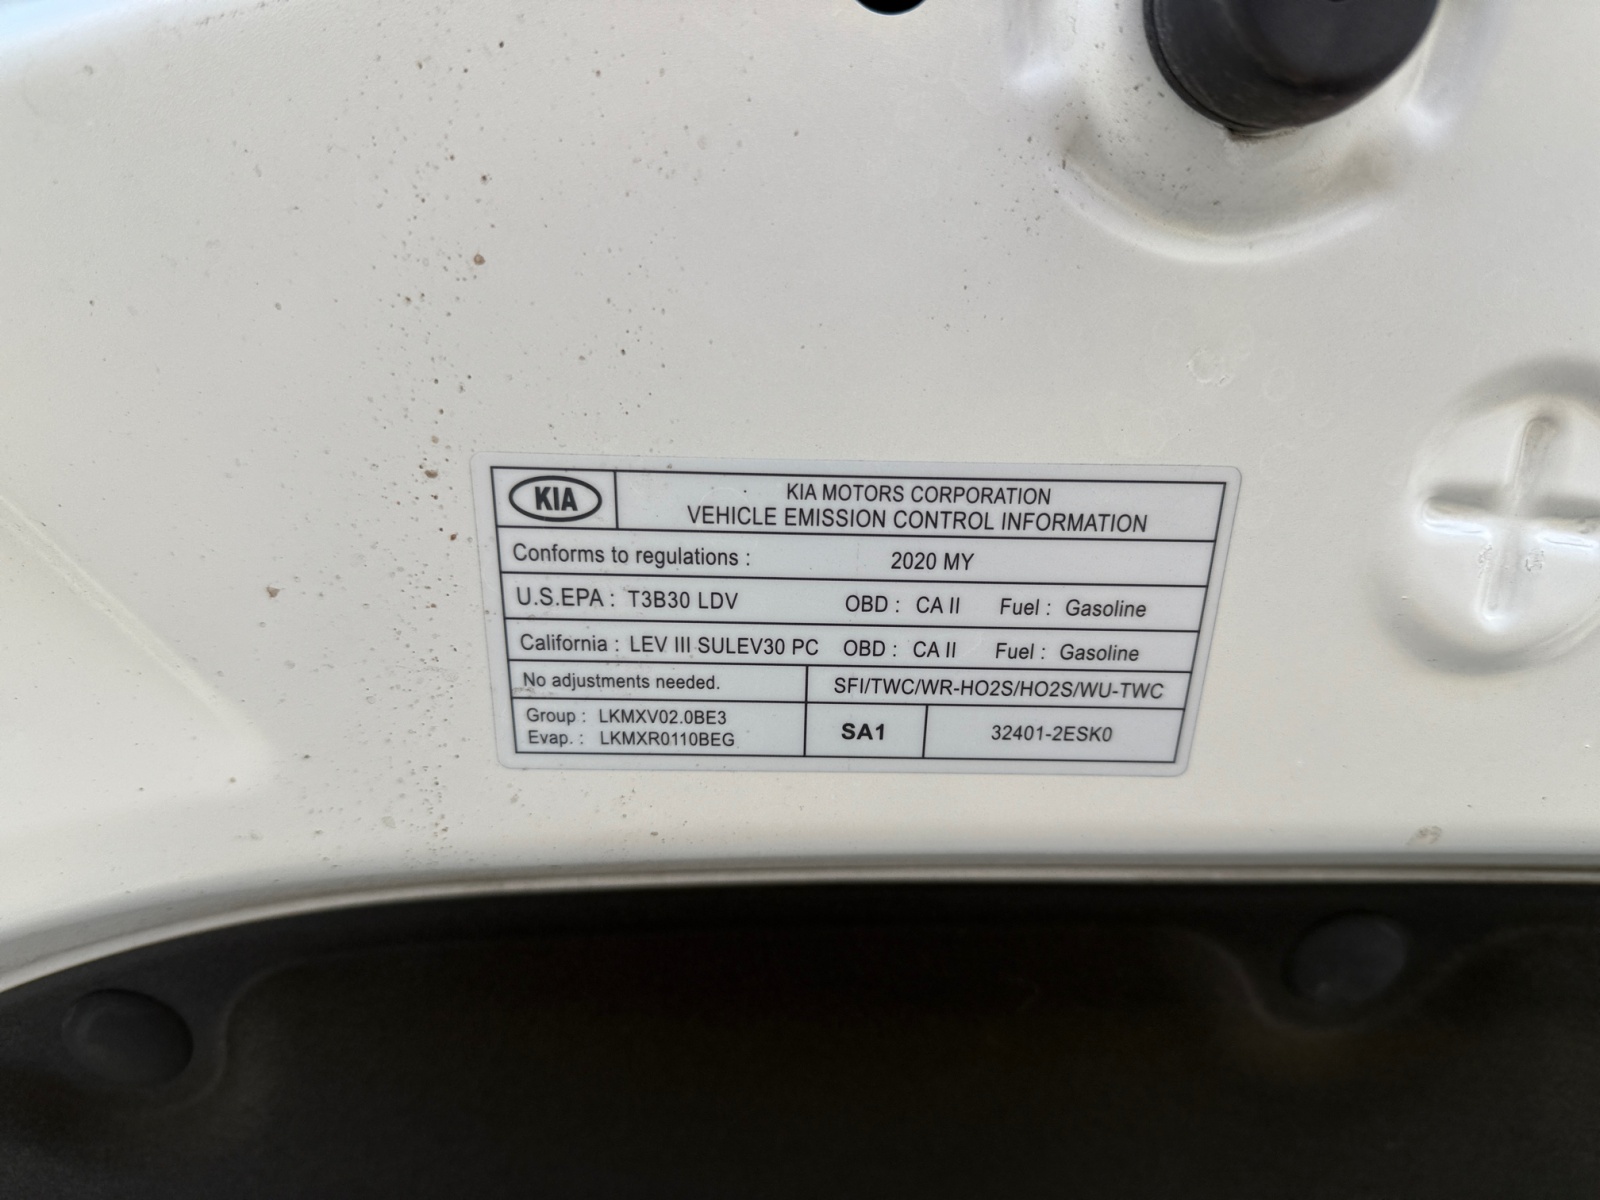 KIA
KIA MOTORS CORPORATION
VEHICLE EMISSION CONTROL INFORMATION
Conforms to regulations : 2020 MY
U.S.EPA : T3B30 LDV OBD : CA II Fuel : Gasoline
California : LEV III SULEV30 PC OBD : CA II Fuel : Gasoline
No adjustments needed. SFI/TWC/WR-HO2S/HO2S/WU-TWC
Group : LKMXV02.0BE3
Evap. : LKMXR0110BEG
SA1
32401-2ESK0